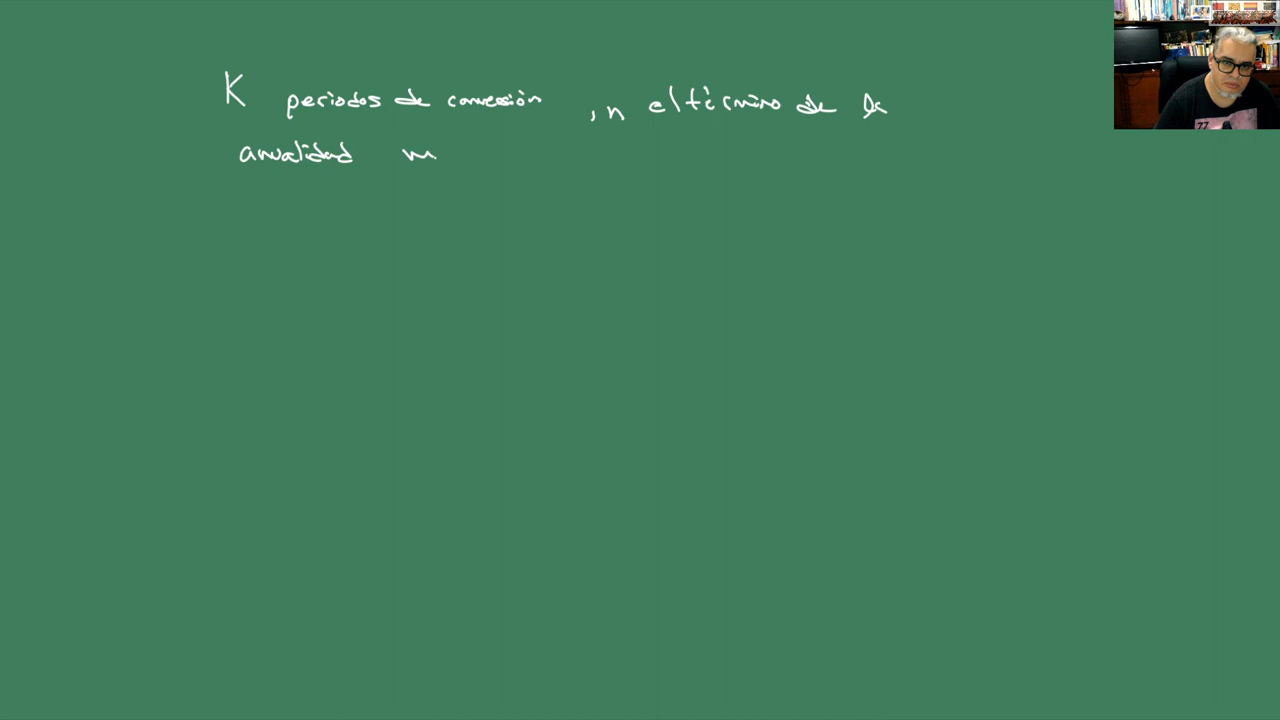 K periodos de conversión , n el término de la
anualidad m